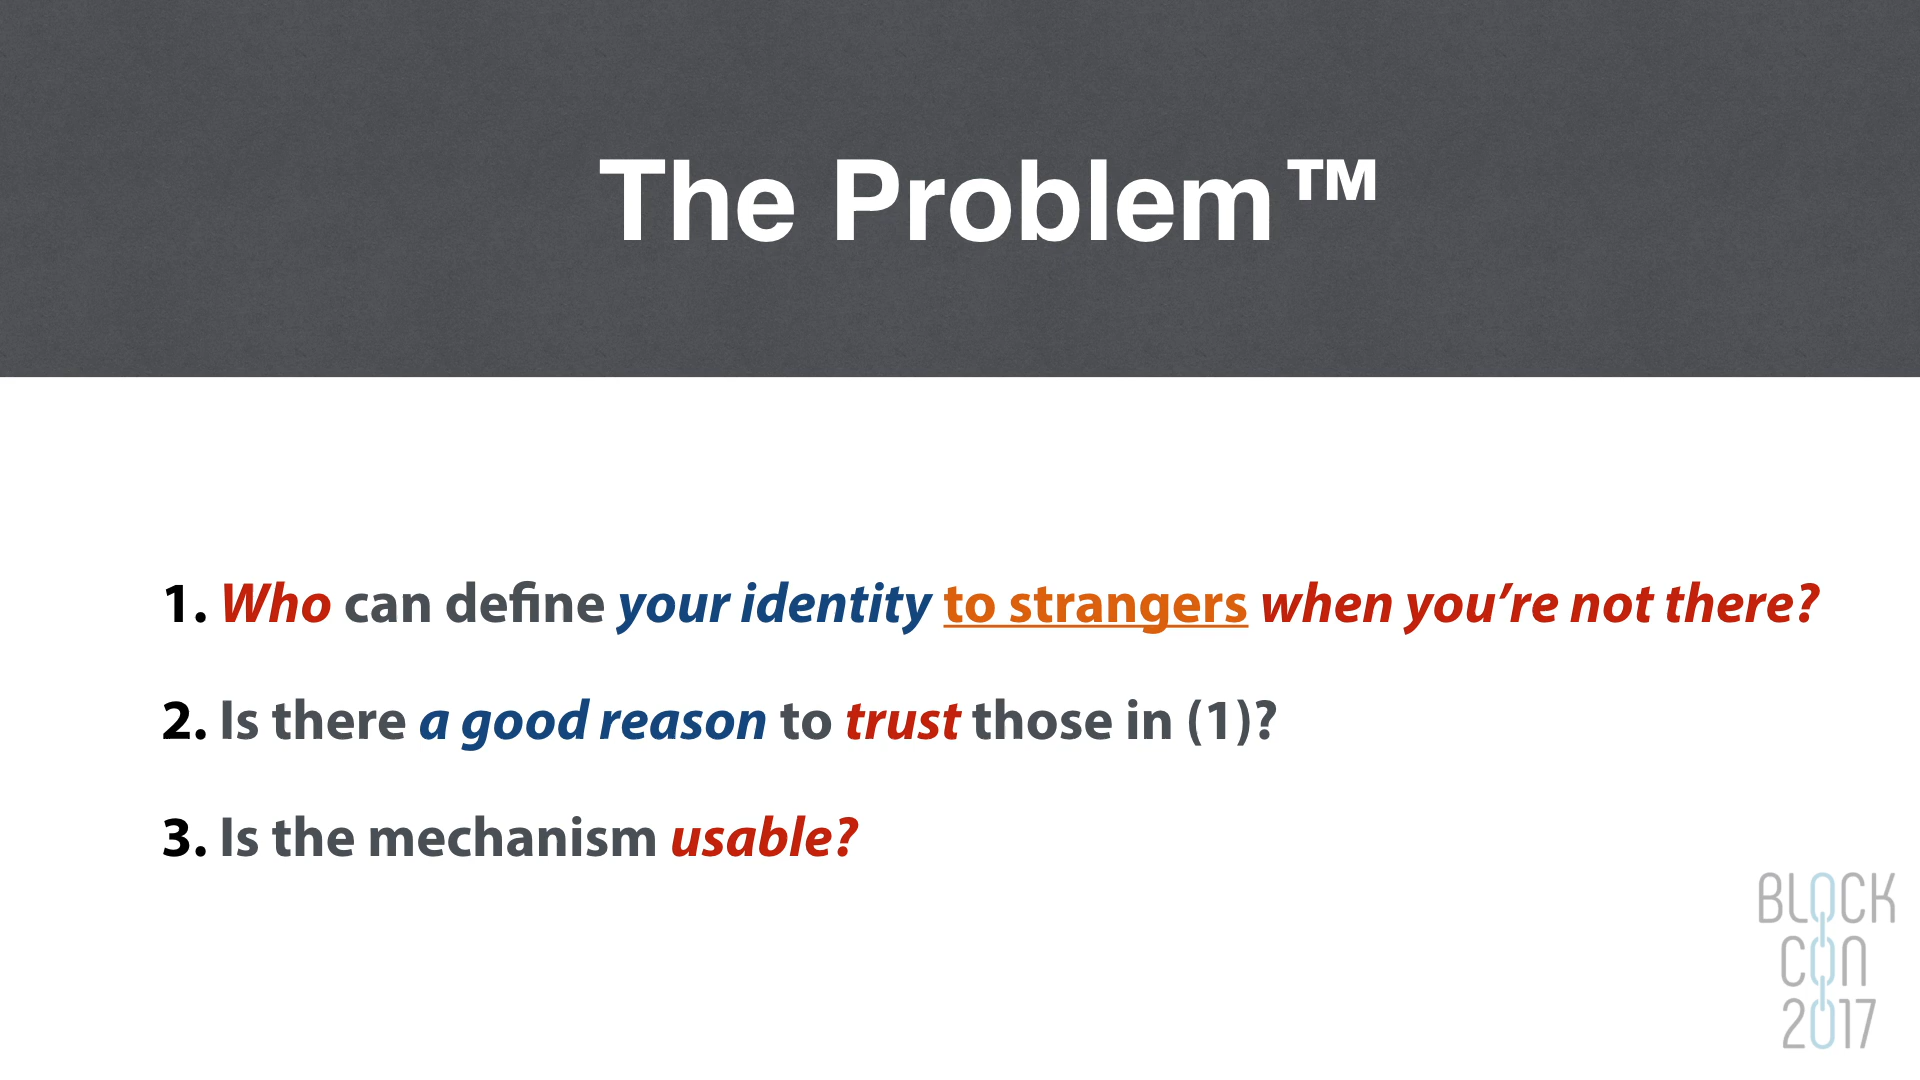 The Problem™
1. Who can define your identity to strangers when you’re not there?
2. Is there a good reason to trust those in (1)?
3. Is the mechanism usable?
BLOCK
CON
2017